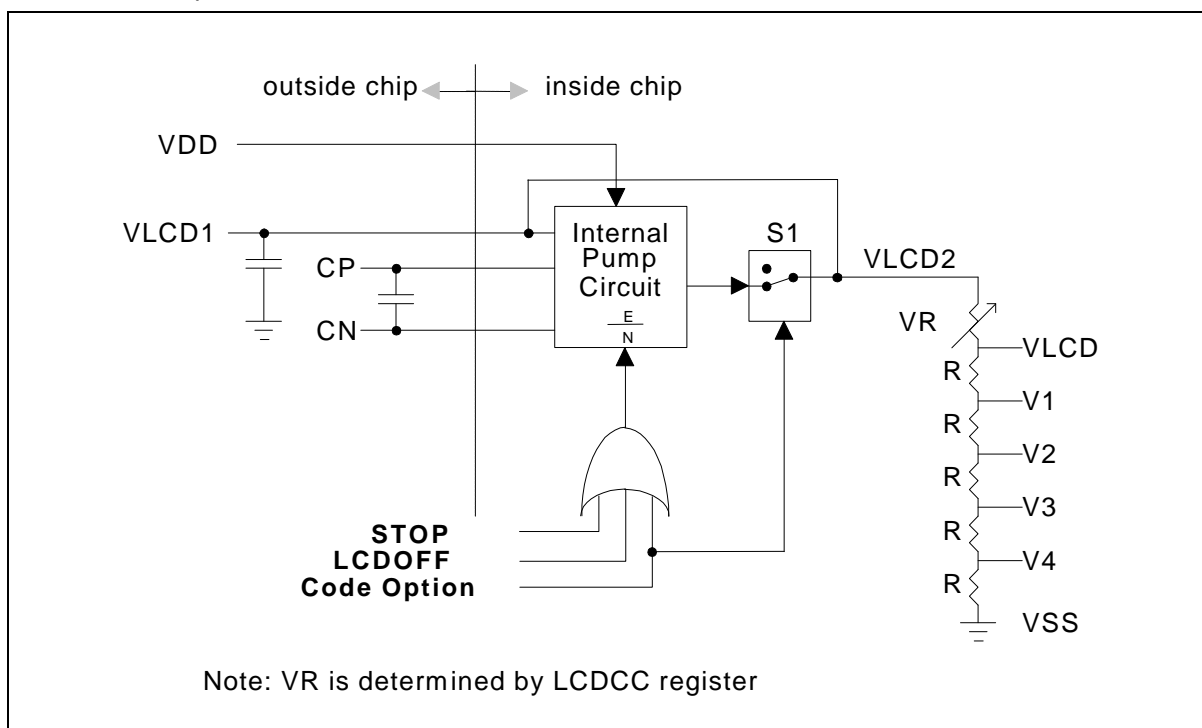 outside chip
inside chip
VDD
VLCD1
CP
CN
Internal
Pump
Circuit
E
N
S1
VLCD2
VR
VLCD
R
V1
R
V2
R
V3
R
V4
R
VSS
STOP
LCDOFF
Code Option
Note: VR is determined by LCDCC register